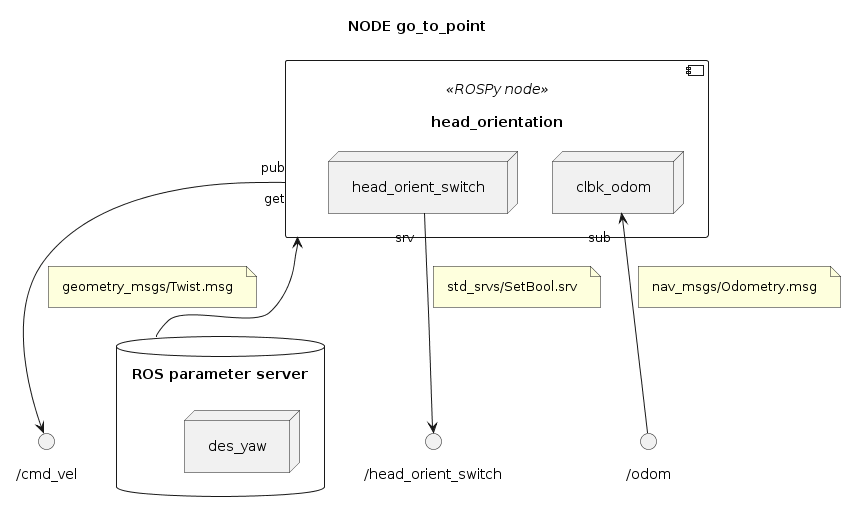 NODE go_to_point
«ROSPy node»
head_orientation
head_orient_switch
clbk_odom
pub
get
srv
sub
geometry_msgs/Twist.msg
std_srvs/SetBool.srv
nav_msgs/Odometry.msg
ROS parameter server
des_yaw
/cmd_vel
/head_orient_switch
/odom